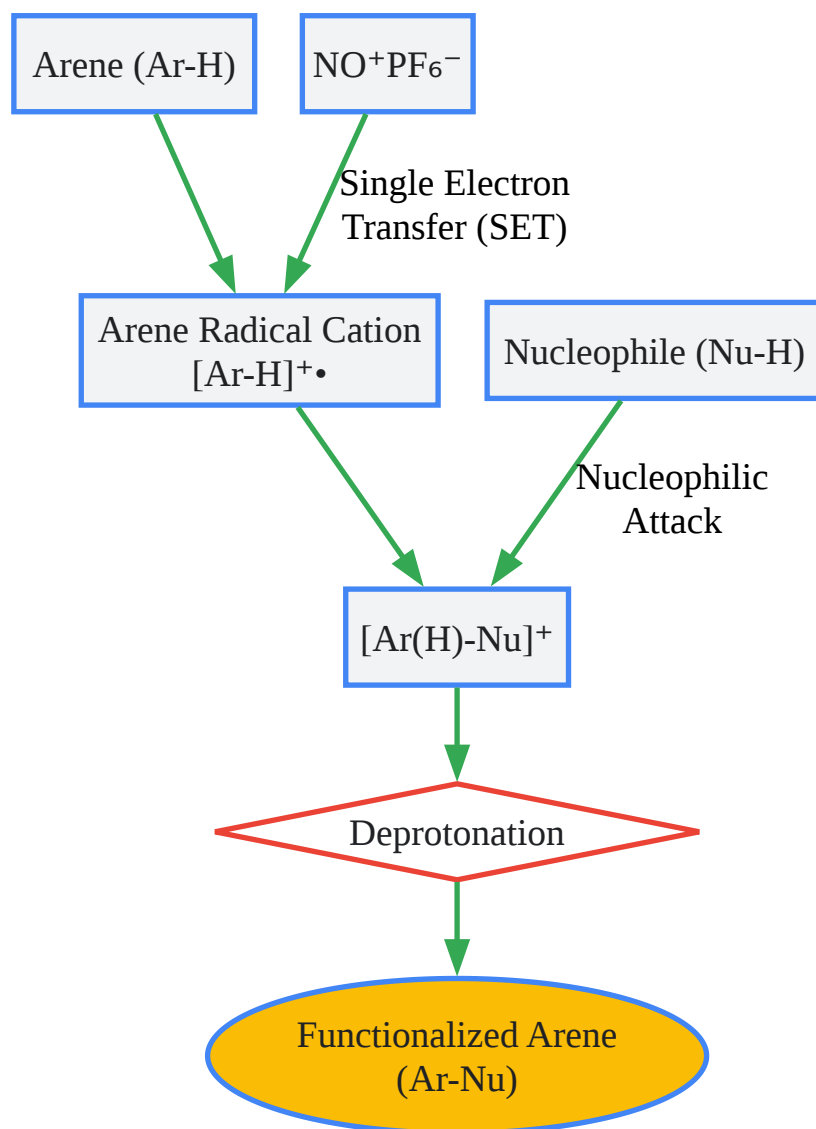 Arene (Ar-H)
NO⁺PF₆⁻
Single Electron
Transfer (SET)
Arene Radical Cation
[Ar-H]⁺•
Nucleophile (Nu-H)
Nucleophilic
Attack
[Ar(H)-Nu]⁺
Deprotonation
Functionalized Arene
(Ar-Nu)